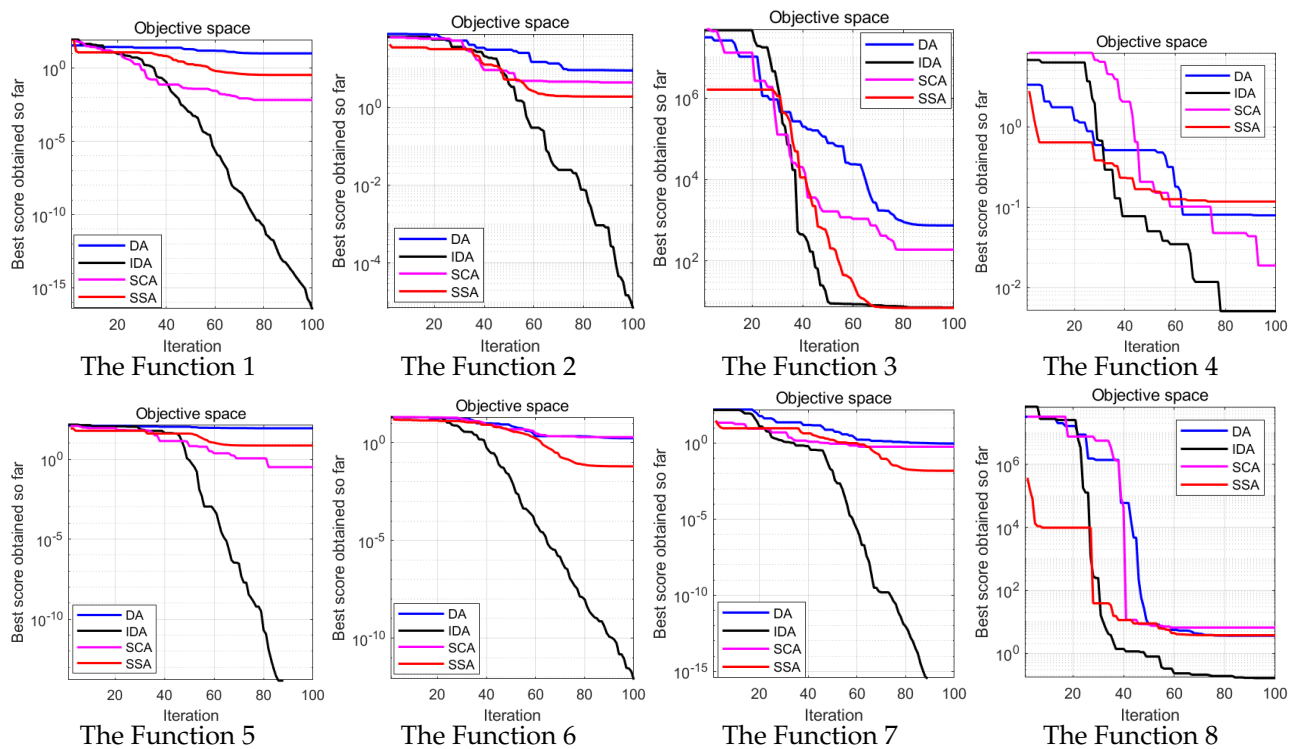 Objective space
Best score obtained so far
10^0
10^-5
10^-10
10^-15
DA
IDA
SCA
SSA
20 40 60 80 100
Iteration
The Function 1
Objective space
Best score obtained so far
10^0
10^-2
10^-4
DA
IDA
SCA
SSA
20 40 60 80 100
Iteration
The Function 2
Objective space
Best score obtained so far
10^6
10^4
10^2
DA
IDA
SCA
SSA
20 40 60 80 100
Iteration
The Function 3
Objective space
Best score obtained so far
10^0
10^-1
10^-2
DA
IDA
SCA
SSA
20 40 60 80 100
Iteration
The Function 4
Objective space
Best score obtained so far
10^0
10^-5
10^-10
DA
IDA
SCA
SSA
20 40 60 80 100
Iteration
The Function 5
Objective space
Best score obtained so far
10^0
10^-5
10^-10
DA
IDA
SCA
SSA
20 40 60 80 100
Iteration
The Function 6
Objective space
Best score obtained so far
10^0
10^-5
10^-10
10^-15
DA
IDA
SCA
SSA
20 40 60 80 100
Iteration
The Function 7
Objective space
Best score obtained so far
10^6
10^4
10^2
10^0
DA
IDA
SCA
SSA
20 40 60 80 100
Iteration
The Function 8